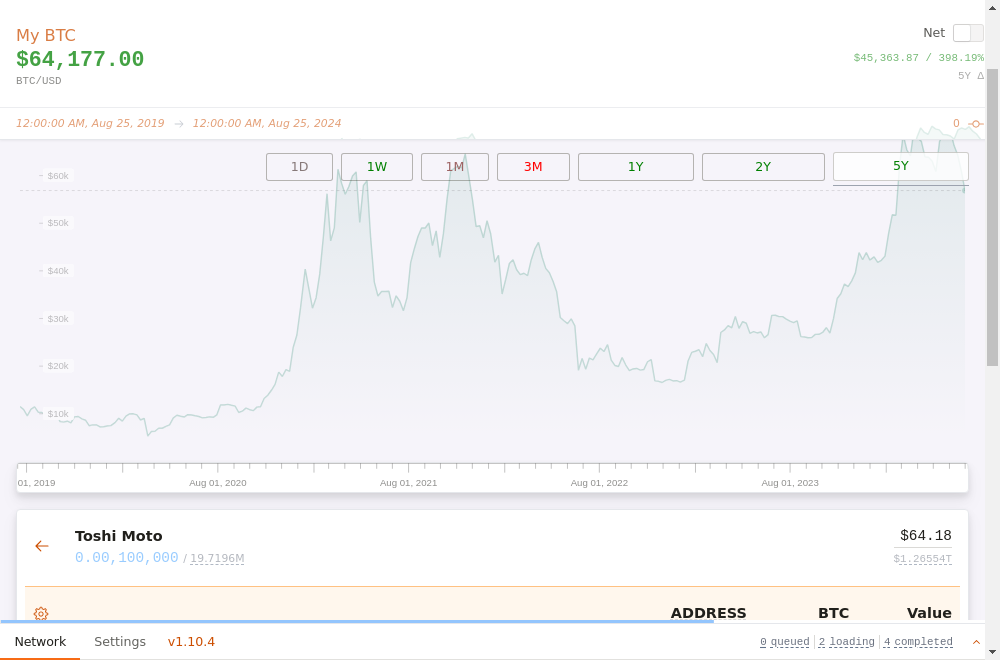 My BTC
Net
$64,177.00
$45,363.87 / 398.19%
BTC/USD
5Y Δ
12:00:00 AM, Aug 25, 2019 → 12:00:00 AM, Aug 25, 2024
0
1D 1W 1M 3M 1Y 2Y 5Y
$60k
$50k
$40k
$30k
$20k
$10k
01, 2019 Aug 01, 2020 Aug 01, 2021 Aug 01, 2022 Aug 01, 2023
Toshi Moto
$64.18
0.00,100,000 / 19.7196M
$1.26554T
ADDRESS BTC Value
Network Settings v1.10.4
0 queued 2 loading 4 completed